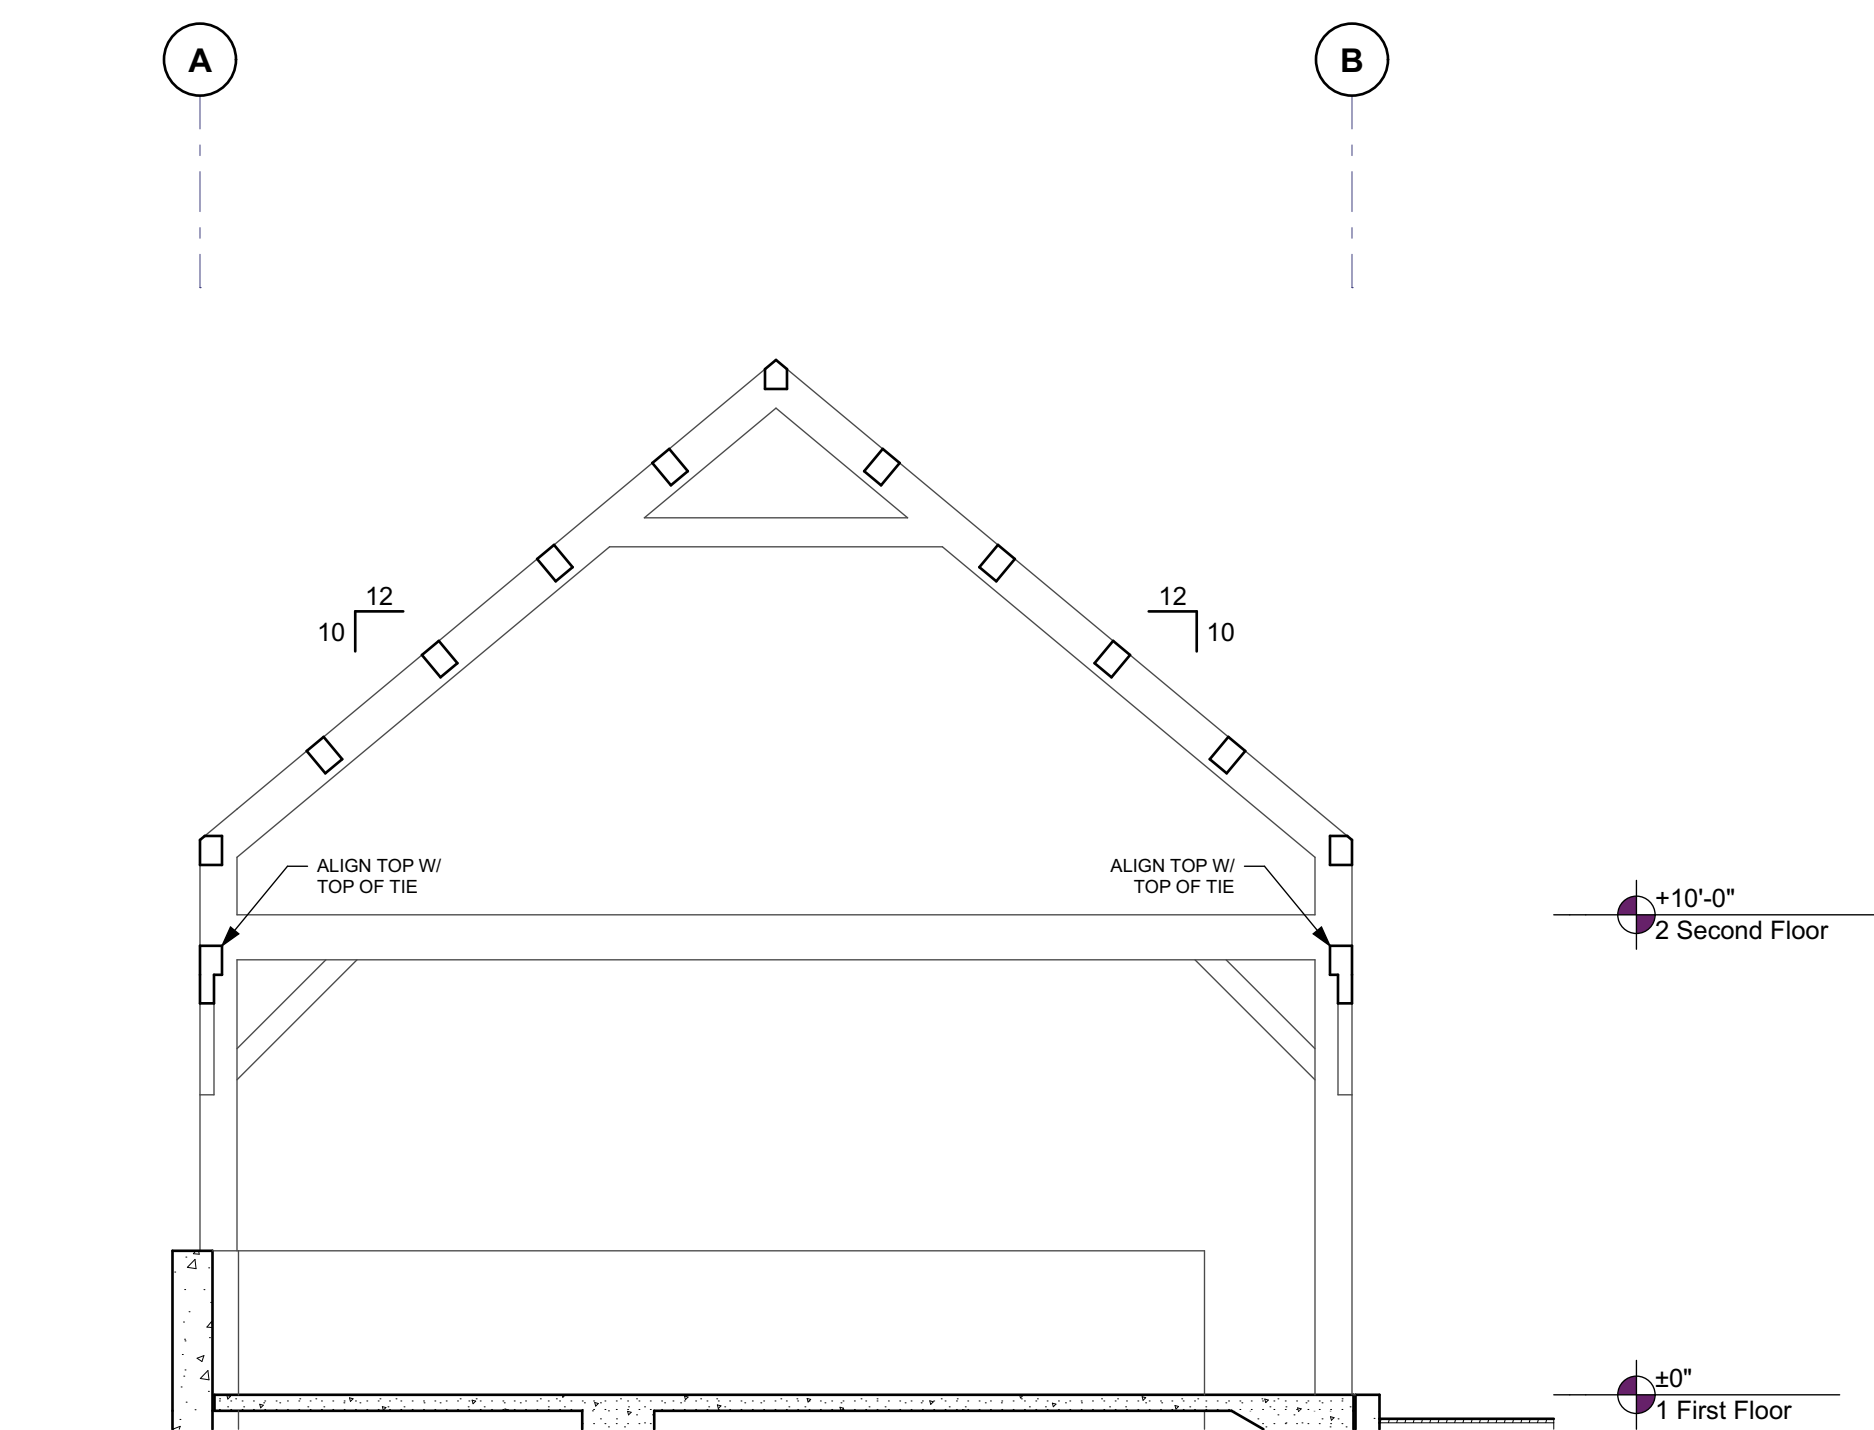 A
B
12
10
12
10
ALIGN TOP W/
TOP OF TIE
ALIGN TOP W/
TOP OF TIE
+10'-0"
2 Second Floor
±0"
1 First Floor